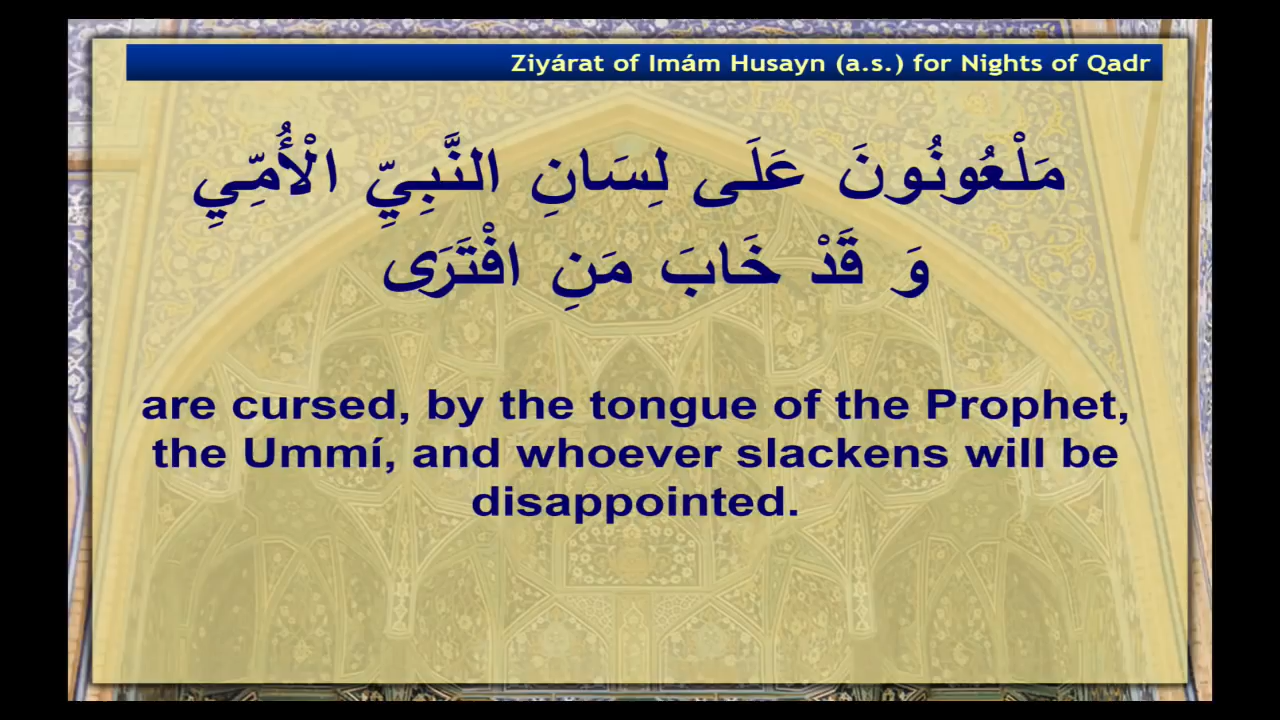 Ziyárat of Imám Husayn (a.s.) for Nights of Qadr
مَلْعُونُونَ عَلَى لِسَانِ النَّبِيِّ الْأُمِّيِ
وَ قَدْ خَابَ مَنِ افْتَرَى
are cursed, by the tongue of the Prophet,
the Ummí, and whoever slackens will be
disappointed.